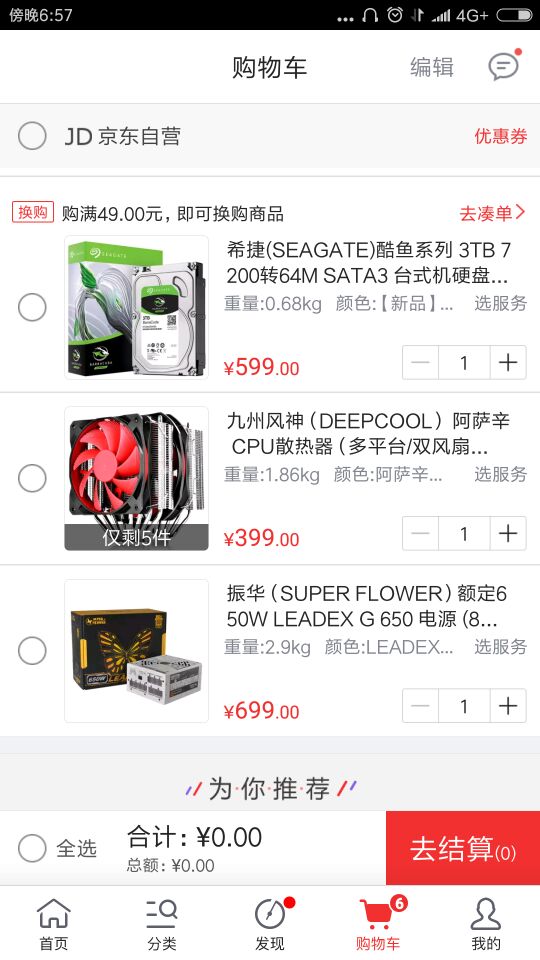 傍晚6:57
4G+
购物车
编辑
JD 京东自营
优惠券
换购 购满49.00元，即可换购商品
去凑单
希捷(SEAGATE)酷鱼系列 3TB 7
200转64M SATA3 台式机硬盘...
重量:0.68kg 颜色:【新品】... 选服务
¥599.00
1
仅剩5件
九州风神（DEEPCOOL）阿萨辛
CPU散热器（多平台/双风扇...
重量:1.86kg 颜色:阿萨辛... 选服务
¥399.00
1
振华（SUPER FLOWER）额定6
50W LEADEX G 650 电源 (8...
重量:2.9kg 颜色:LEADEX... 选服务
¥699.00
1
为·你·推·荐
全选
合计: ¥0.00
总额: ¥0.00
去结算(0)
首页
分类
发现
6
购物车
我的